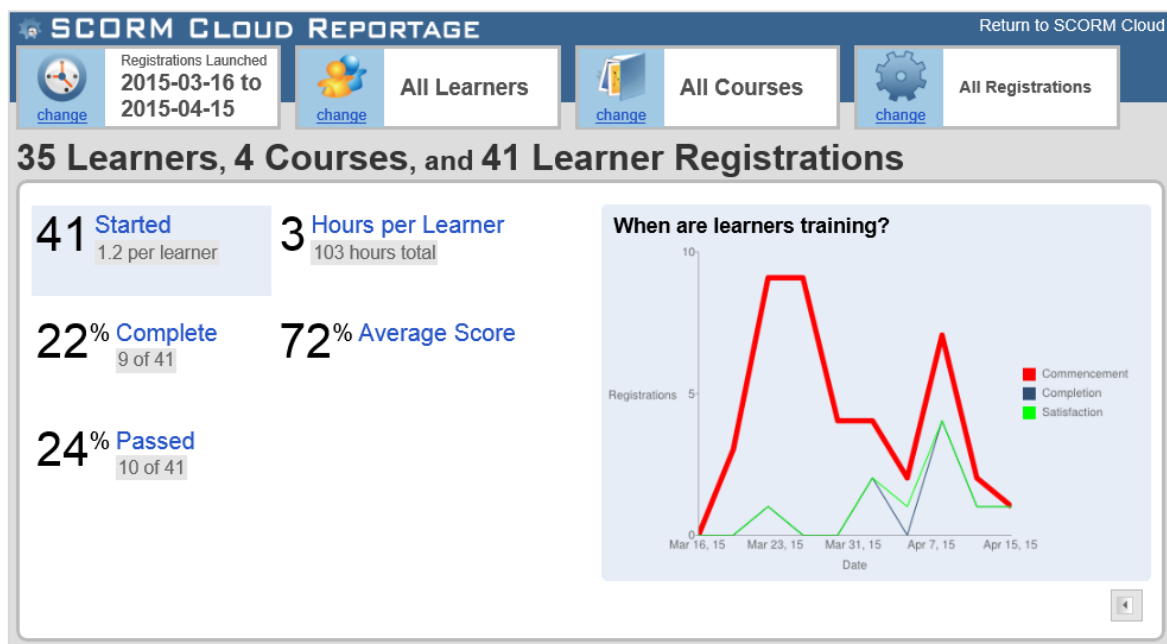 SCORM CLOUD REPORTAGE
Return to SCORM Cloud
Registrations Launched
2015-03-16 to
2015-04-15
change
All Learners
change
All Courses
change
All Registrations
change
35 Learners, 4 Courses, and 41 Learner Registrations
41 Started
1.2 per learner
3 Hours per Learner
103 hours total
22% Complete
9 of 41
72% Average Score
24% Passed
10 of 41
When are learners training?
10
5
0
Registrations
Mar 16, 15 Mar 23, 15 Mar 31, 15 Apr 7, 15 Apr 15, 15
Date
Commencement
Completion
Satisfaction